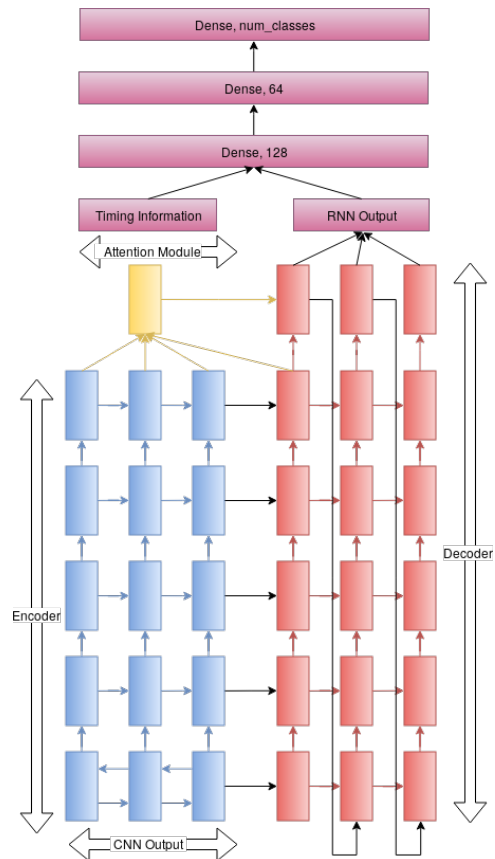 Dense, num_classes
Dense, 64
Dense, 128
Timing Information
RNN Output
Attention Module
Decoder
Encoder
CNN Output